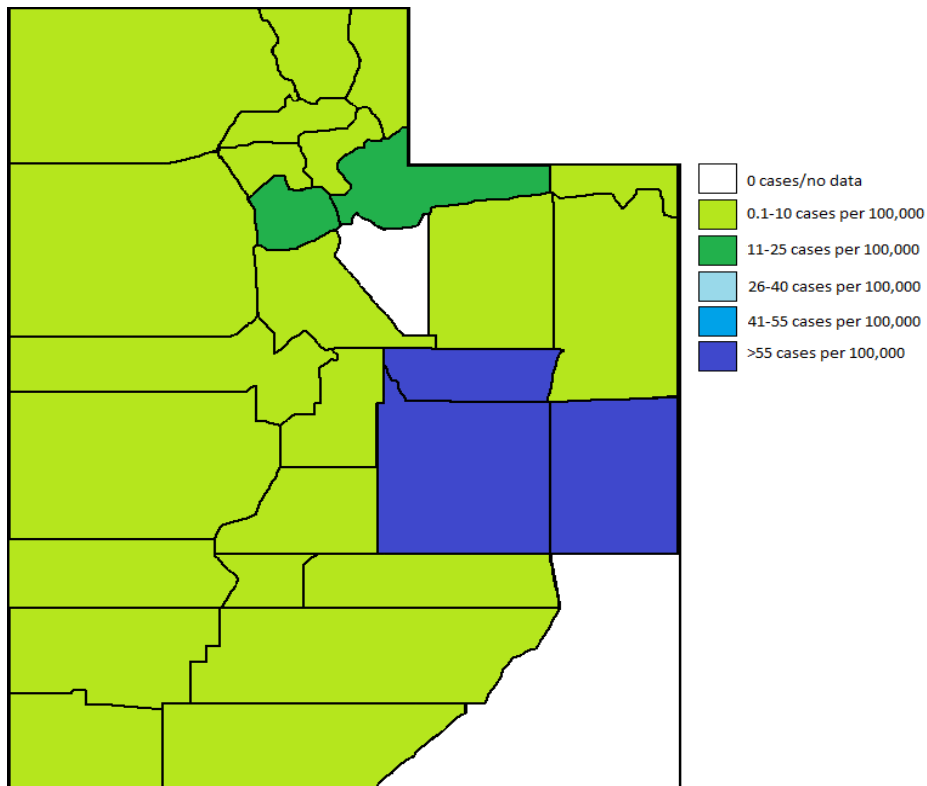 0 cases/no data
0.1-10 cases per 100,000
11-25 cases per 100,000
26-40 cases per 100,000
41-55 cases per 100,000
>55 cases per 100,000